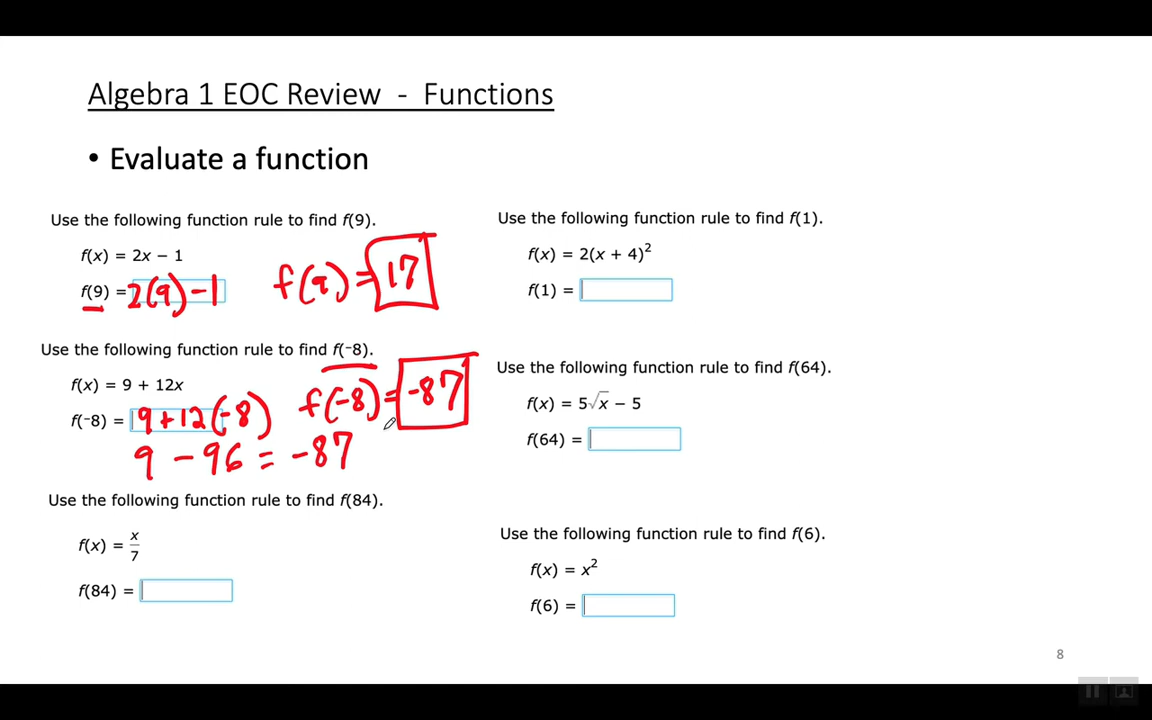 Algebra 1 EOC Review - Functions
• Evaluate a function
Use the following function rule to find f(9).
f(x) = 2x − 1
f(9) = 2(9) − 1
f(9) = 17
Use the following function rule to find f(⁻8).
f(x) = 9 + 12x
f(⁻8) = 9 + 12(-8)
f(-8) = -87
9 − 96 = -87
Use the following function rule to find f(84).
f(x) = x/7
f(84) =
Use the following function rule to find f(1).
f(x) = 2(x + 4)²
f(1) =
Use the following function rule to find f(64).
f(x) = 5√x − 5
f(64) =
Use the following function rule to find f(6).
f(x) = x²
f(6) =
8